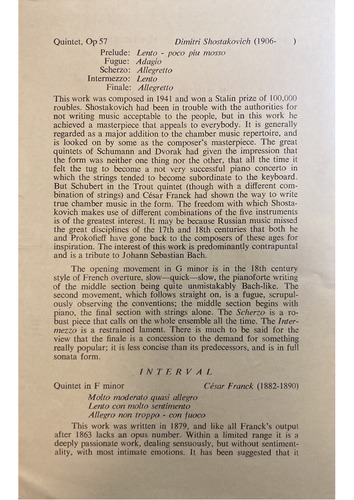 Quintet, Op 57 Dimitri Shostakovich (1906- )
Prelude: Lento - poco piu mosso
Fugue: Adagio
Scherzo: Allegretto
Intermezzo: Lento
Finale: Allegretto
This work was composed in 1941 and won a Stalin prize of 100,000
roubles. Shostakovich had been in trouble with the authorities for
not writing music acceptable to the people, but in this work he
achieved a masterpiece that appeals to everybody. It is generally
regarded as a major addition to the chamber music repertoire, and
is looked on by some as the composer's masterpiece. The great
quintets of Schumann and Dvorak had given the impression that
the form was neither one thing nor the other, that all the time it
felt the tug to become a not very successful piano concerto in
which the strings tended to become subordinate to the keyboard.
But Schubert in the Trout quintet (though with a different com-
bination of strings) and César Franck had shown the way to write
true chamber music in the form. The freedom with which Shosta-
kovich makes use of different combinations of the five instruments
is of the greatest interest. It may be because Russian music missed
the great disciplines of the 17th and 18th centuries that both he
and Prokofieff have gone back to the composers of these ages for
inspiration. The interest of this work is predominantly contrapuntal
and is a tribute to Johann Sebastian Bach.
The opening movement in G minor is in the 18th century
style of French overture, slow—quick—slow, the pianoforte writing
of the middle section being quite unmistakably Bach-like. The
second movement, which follows straight on, is a fugue, scrupul-
ously observing the conventions; the middle section begins with
piano, the final section with strings alone. The Scherzo is a ro-
bust piece that calls on the whole ensemble all the time. The Inter-
mezzo is a restrained lament. There is much to be said for the
view that the finale is a concession to the demand for something
really popular; it is less concise than its predecessors, and is in full
sonata form.
INTERVAL
Quintet in F minor César Franck (1882-1890)
Molto moderato quasi allegro
Lento con molto sentimento
Allegro non troppo - con fuoco
This work was written in 1879, and like all Franck's output
after 1863 lacks an opus number. Within a limited range it is a
deeply passionate work, dealing sensuously, but without sentiment-
ality, with most intimate emotions. It has been suggested that it